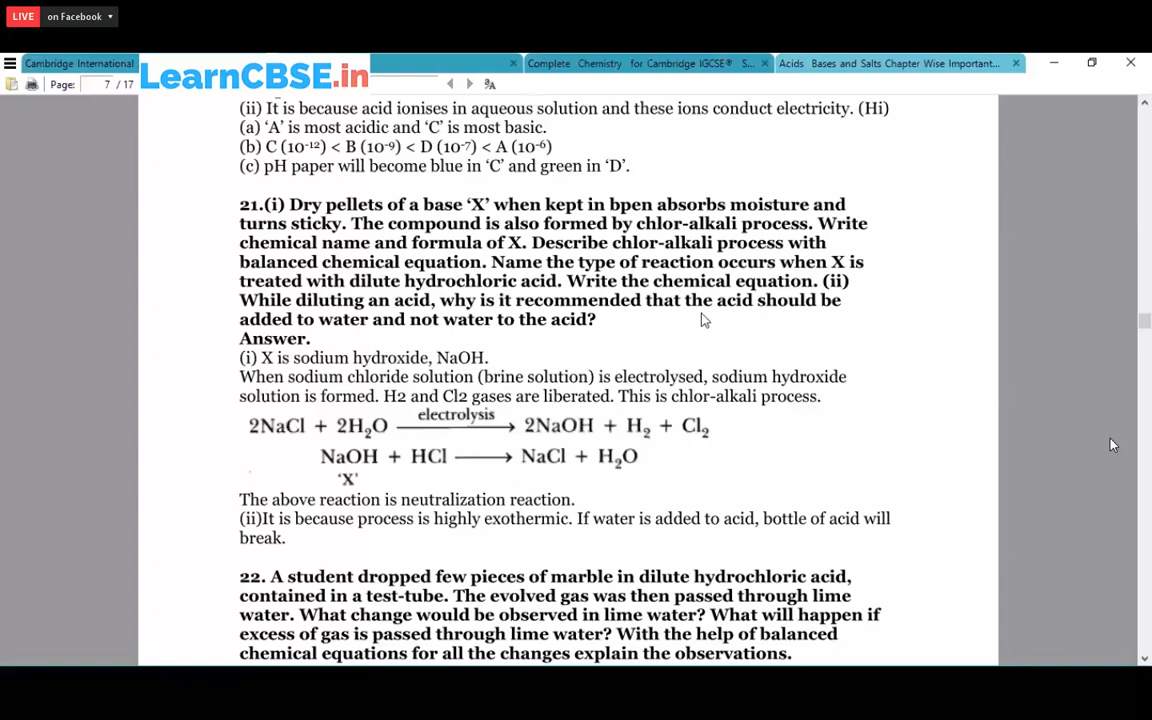 LIVE on Facebook
Cambridge International
Complete Chemistry for Cambridge IGCSE® S...
Acids Bases and Salts Chapter Wise Important...
LearnCBSE.in
Page: 7 / 17
(ii) It is because acid ionises in aqueous solution and these ions conduct electricity. (Hi)
(a) ‘A’ is most acidic and ‘C’ is most basic.
(b) C (10⁻¹²) < B (10⁻⁹) < D (10⁻⁷) < A (10⁻⁶)
(c) pH paper will become blue in ‘C’ and green in ‘D’.
21.(i) Dry pellets of a base ‘X’ when kept in bpen absorbs moisture and
turns sticky. The compound is also formed by chlor-alkali process. Write
chemical name and formula of X. Describe chlor-alkali process with
balanced chemical equation. Name the type of reaction occurs when X is
treated with dilute hydrochloric acid. Write the chemical equation. (ii)
While diluting an acid, why is it recommended that the acid should be
added to water and not water to the acid?
Answer.
(i) X is sodium hydroxide, NaOH.
When sodium chloride solution (brine solution) is electrolysed, sodium hydroxide
solution is formed. H2 and Cl2 gases are liberated. This is chlor-alkali process.
2NaCl + 2H₂O electrolysis → 2NaOH + H₂ + Cl₂
NaOH + HCl → NaCl + H₂O
‘X’
The above reaction is neutralization reaction.
(ii)It is because process is highly exothermic. If water is added to acid, bottle of acid will
break.
22. A student dropped few pieces of marble in dilute hydrochloric acid,
contained in a test-tube. The evolved gas was then passed through lime
water. What change would be observed in lime water? What will happen if
excess of gas is passed through lime water? With the help of balanced
chemical equations for all the changes explain the observations.